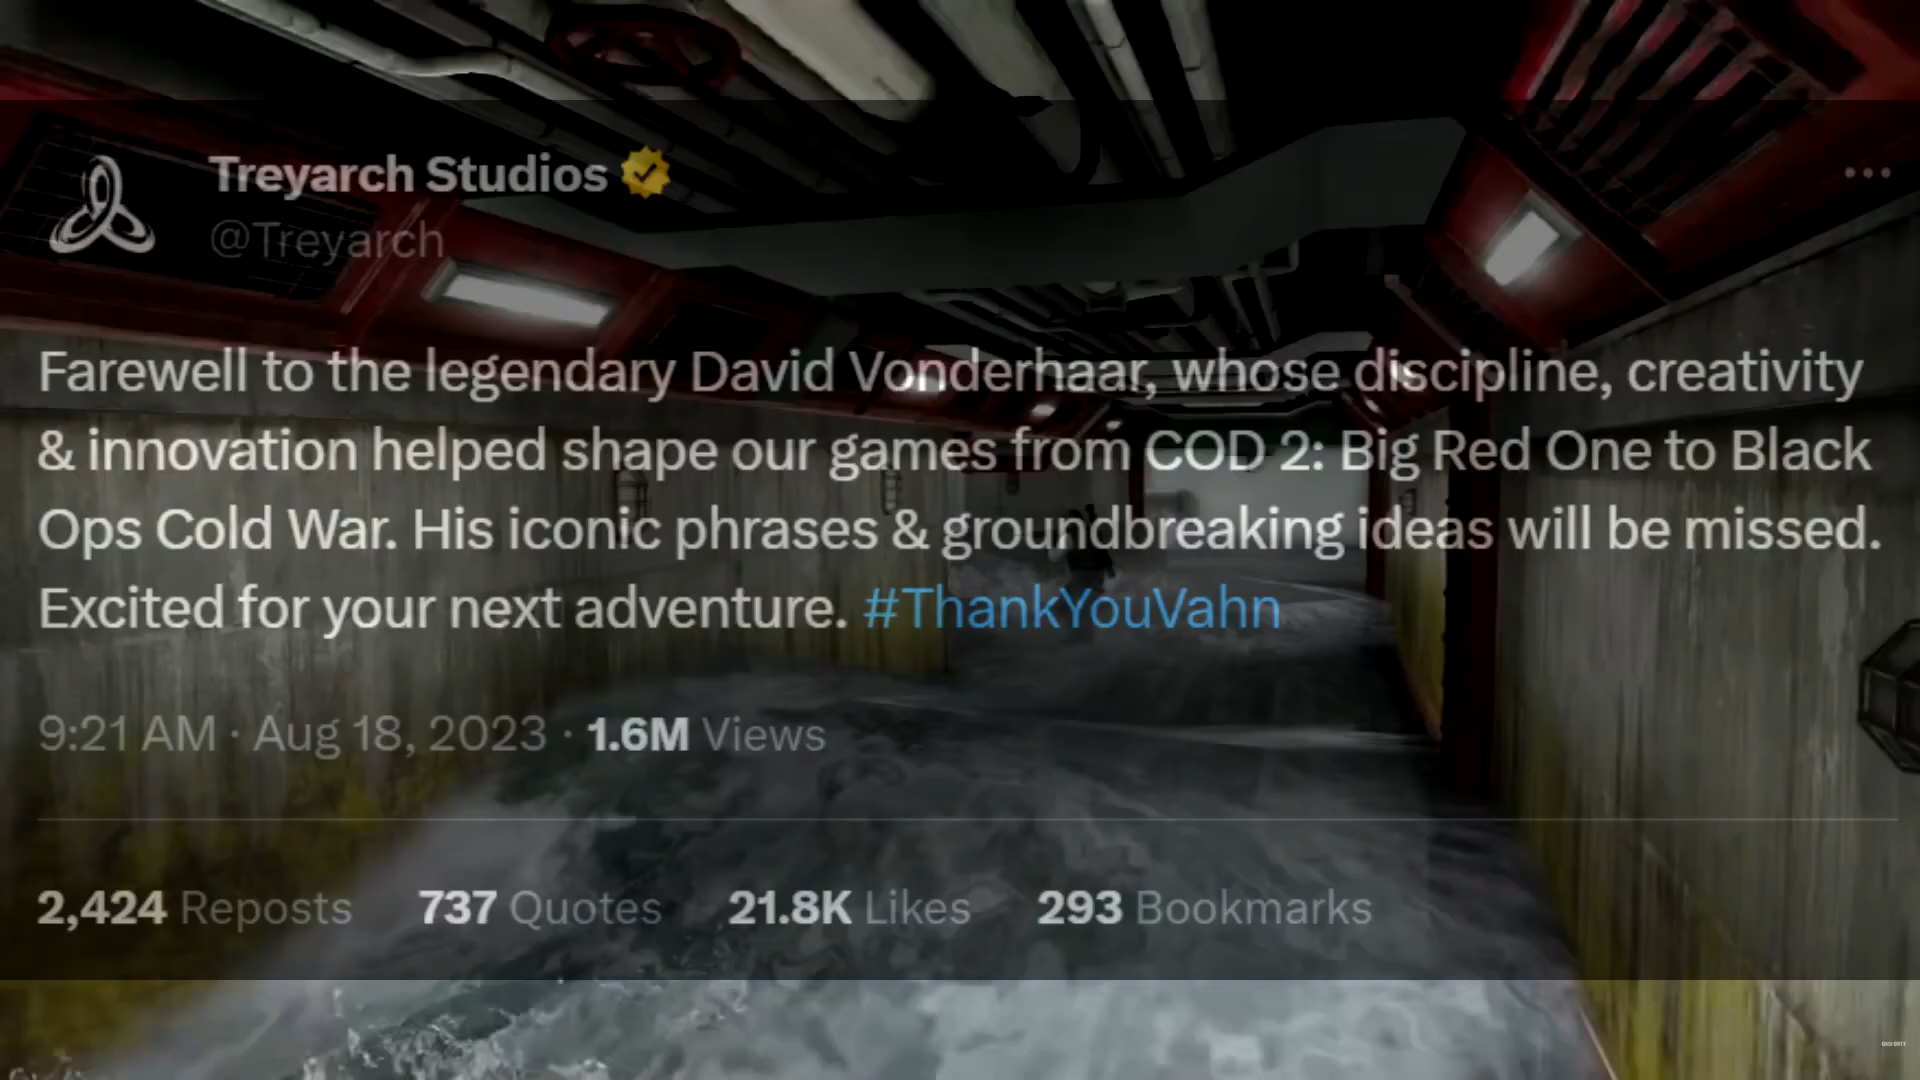 Treyarch Studios
@Treyarch
Farewell to the legendary David Vonderhaar, whose discipline, creativity
& innovation helped shape our games from COD 2: Big Red One to Black
Ops Cold War. His iconic phrases & groundbreaking ideas will be missed.
Excited for your next adventure. #ThankYouVahn
9:21 AM · Aug 18, 2023 · 1.6M Views
2,424 Reposts 737 Quotes 21.8K Likes 293 Bookmarks